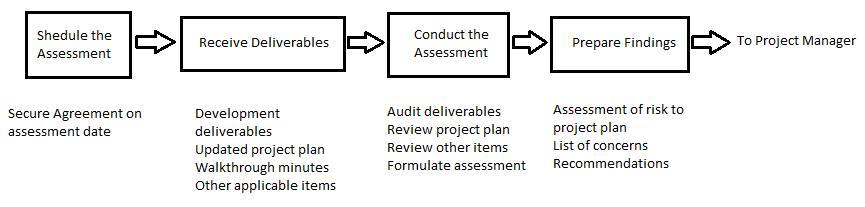 Shedule the
Assessment
Receive Deliverables
Conduct the
Assessment
Prepare Findings
To Project Manager
Secure Agreement on
assessment date
Development
deliverables
Updated project plan
Walkthrough minutes
Other applicable items
Audit deliverables
Review project plan
Review other items
Formulate assessment
Assessment of risk to
project plan
List of concerns
Recommendations